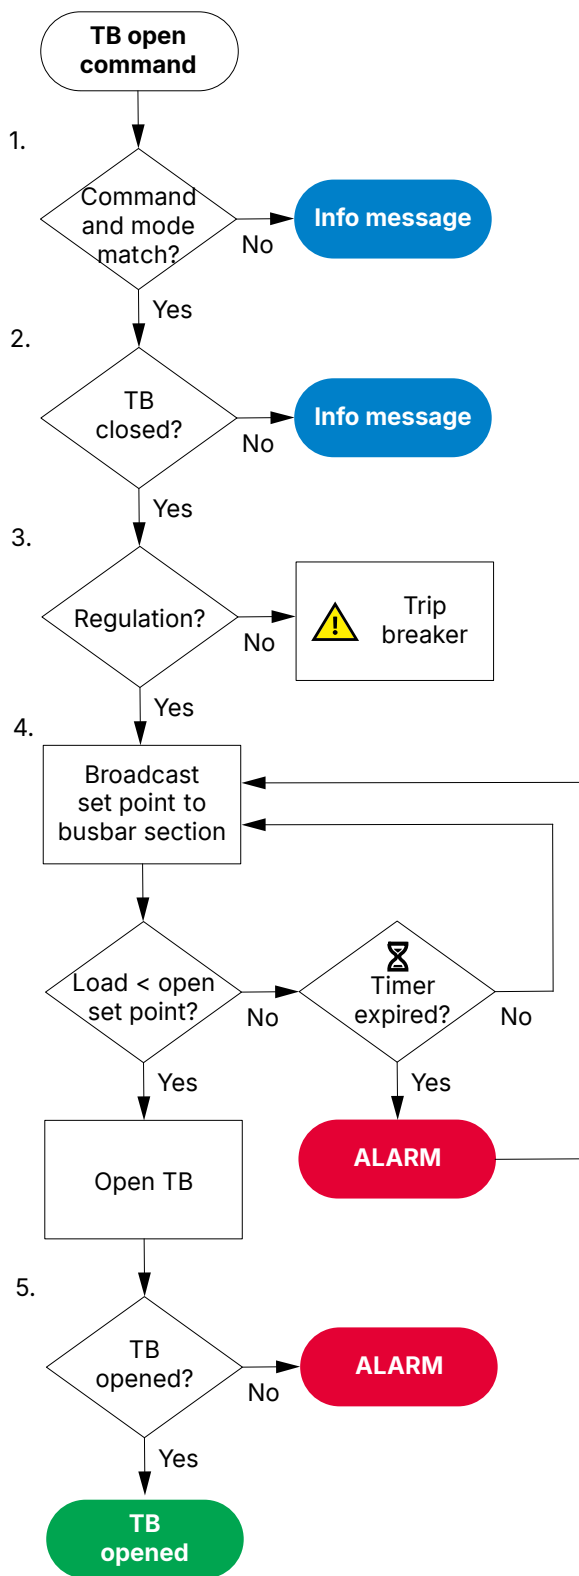 TB open
command
1.
Command
and mode
match?
No
Info message
Yes
2.
TB
closed?
No
Info message
Yes
3.
Regulation?
No
Trip
breaker
Yes
4.
Broadcast
set point to
busbar section
Load < open
set point?
No
Timer
expired?
No
Yes
Yes
Open TB
ALARM
5.
TB
opened?
No
ALARM
Yes
TB
opened